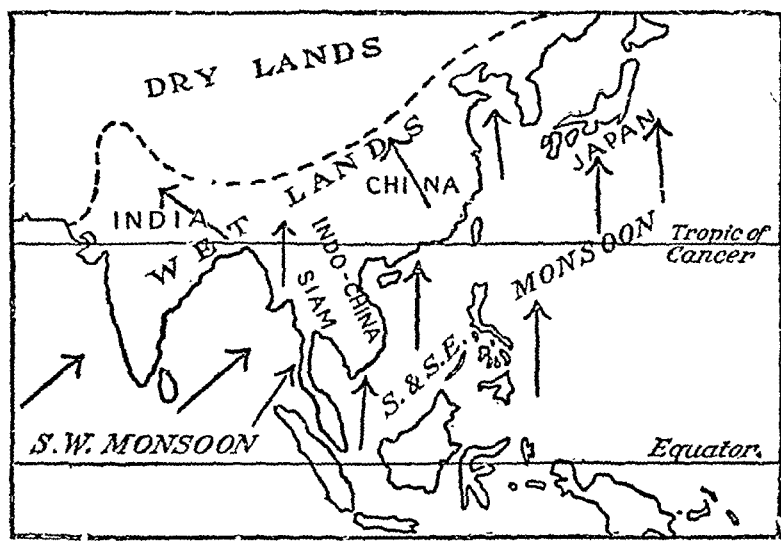 DRY LANDS
WET LANDS
CHINA
JAPAN
INDIA
Tropic of
Cancer
INDO-CHINA
SIAM
S. & S.E. MONSOON
S.W. MONSOON
Equator.